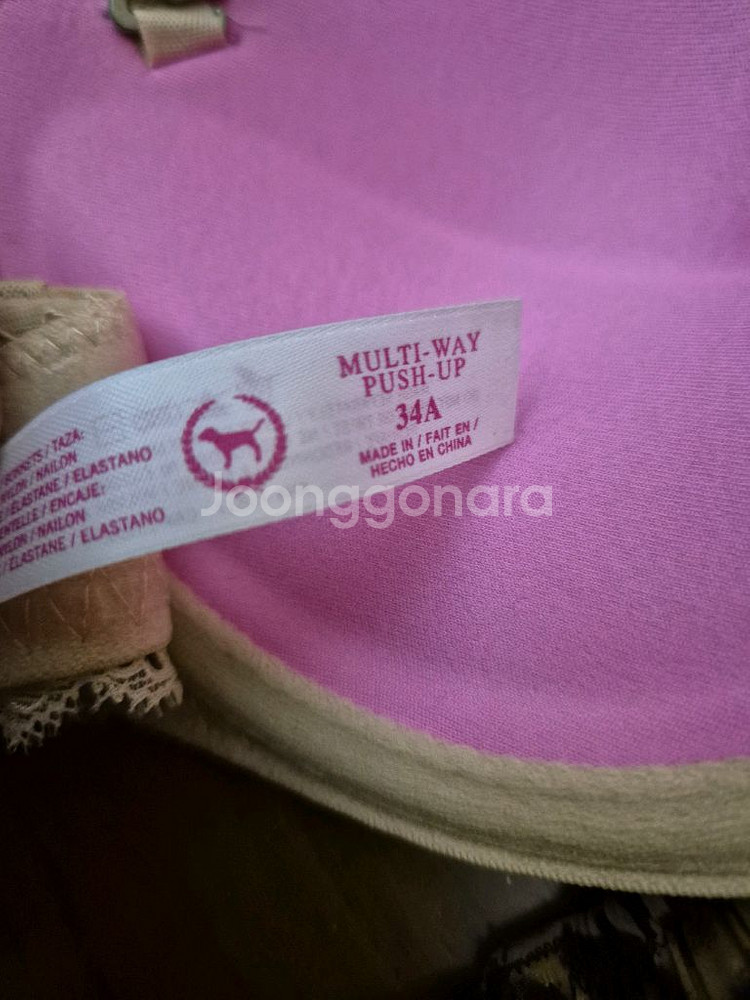 MULTI-WAY
PUSH-UP
34A
MADE IN / FAIT EN /
HECHO EN CHINA
/ TAZA:
/ NAILON
/ ELASTANE / ELASTANO
/ ENCAJE:
/ NAILON
/ ELASTANE / ELASTANO
Joonggonara